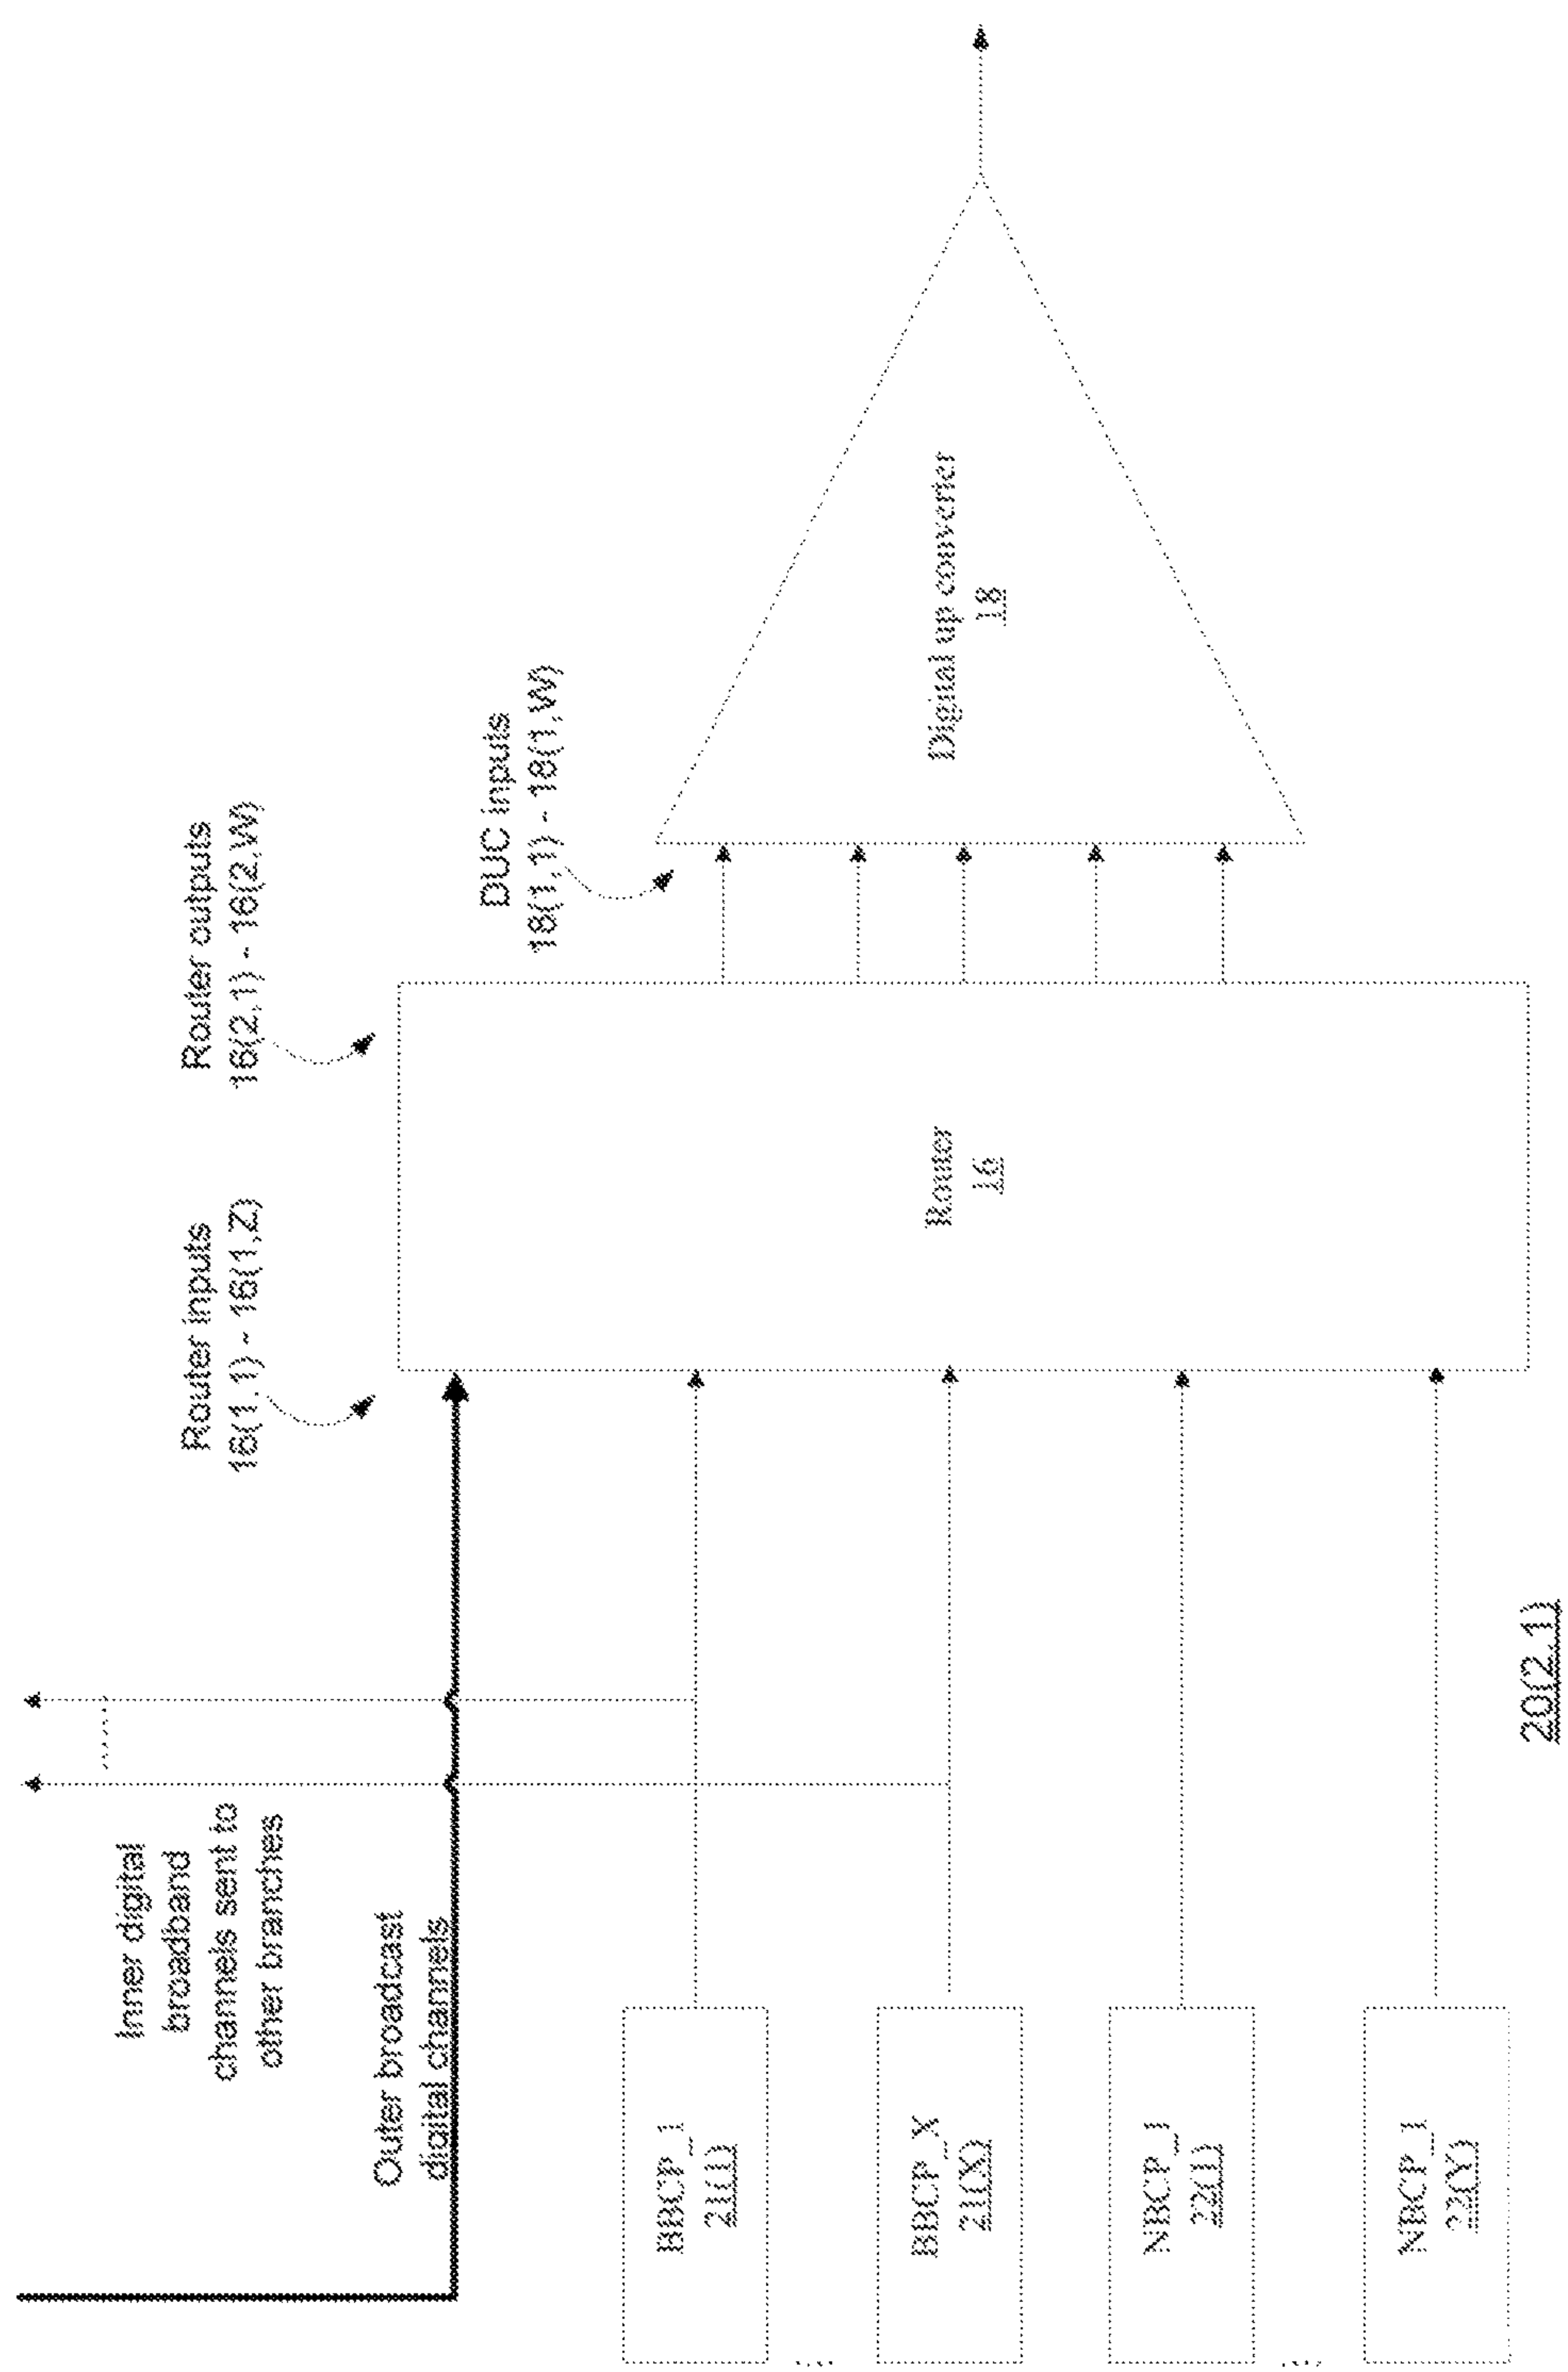 Inner digital
broadband
channels sent to
other branches
Outer broadcast
digital channels
Router inputs
16(1,1) - 16(1,Z)
Router outputs
16(2,1) - 16(2,W)
DUC inputs
18(1,1) - 18(1,W)
BBCP_1
21(1)
BBCP_X
21(X)
NBCP_1
22(1)
NBCP_1
22(Y)
Router
16
Digital up converter
18
20(2.1)